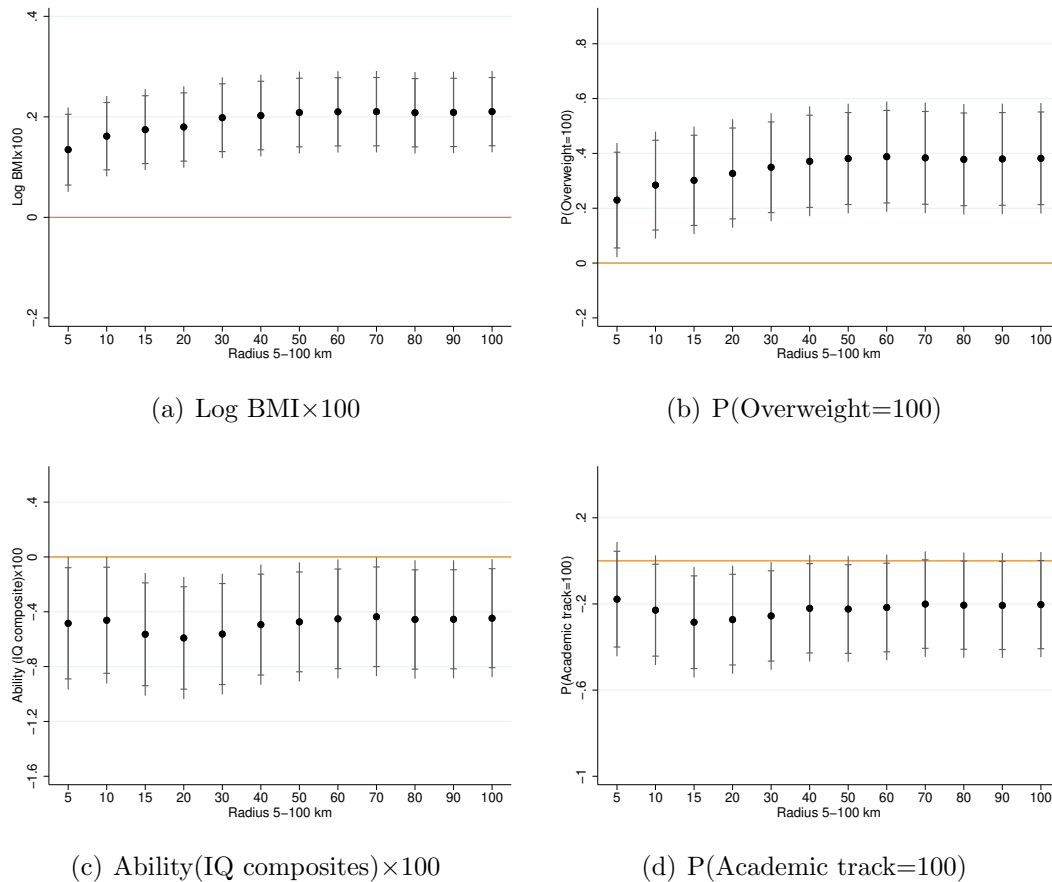 Log BMIx100
.4
.2
0
-.2
5 10 15 20 30 40 50 60 70 80 90 100
Radius 5-100 km
(a) Log BMI×100
P(Overweight=100)
.8
.6
.4
.2
0
-.2
5 10 15 20 30 40 50 60 70 80 90 100
Radius 5-100 km
(b) P(Overweight=100)
Ability (IQ composite)x100
.4
0
-.4
-.8
-1.2
-1.6
5 10 15 20 30 40 50 60 70 80 90 100
Radius 5-100 km
(c) Ability(IQ composites)×100
P(Academic track=100)
.2
-.2
-.6
-1
5 10 15 20 30 40 50 60 70 80 90 100
Radius 5-100 km
(d) P(Academic track=100)